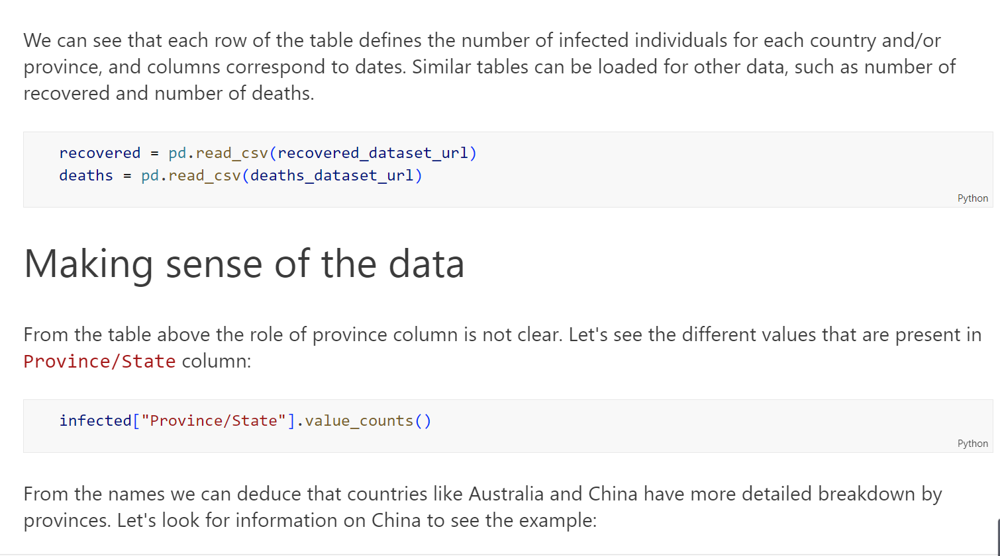 We can see that each row of the table defines the number of infected individuals for each country and/or
province, and columns correspond to dates. Similar tables can be loaded for other data, such as number of
recovered and number of deaths.
recovered = pd.read_csv(recovered_dataset_url)
deaths = pd.read_csv(deaths_dataset_url)
Python
Making sense of the data
From the table above the role of province column is not clear. Let's see the different values that are present in
Province/State column:
infected["Province/State"].value_counts()
Python
From the names we can deduce that countries like Australia and China have more detailed breakdown by
provinces. Let's look for information on China to see the example: